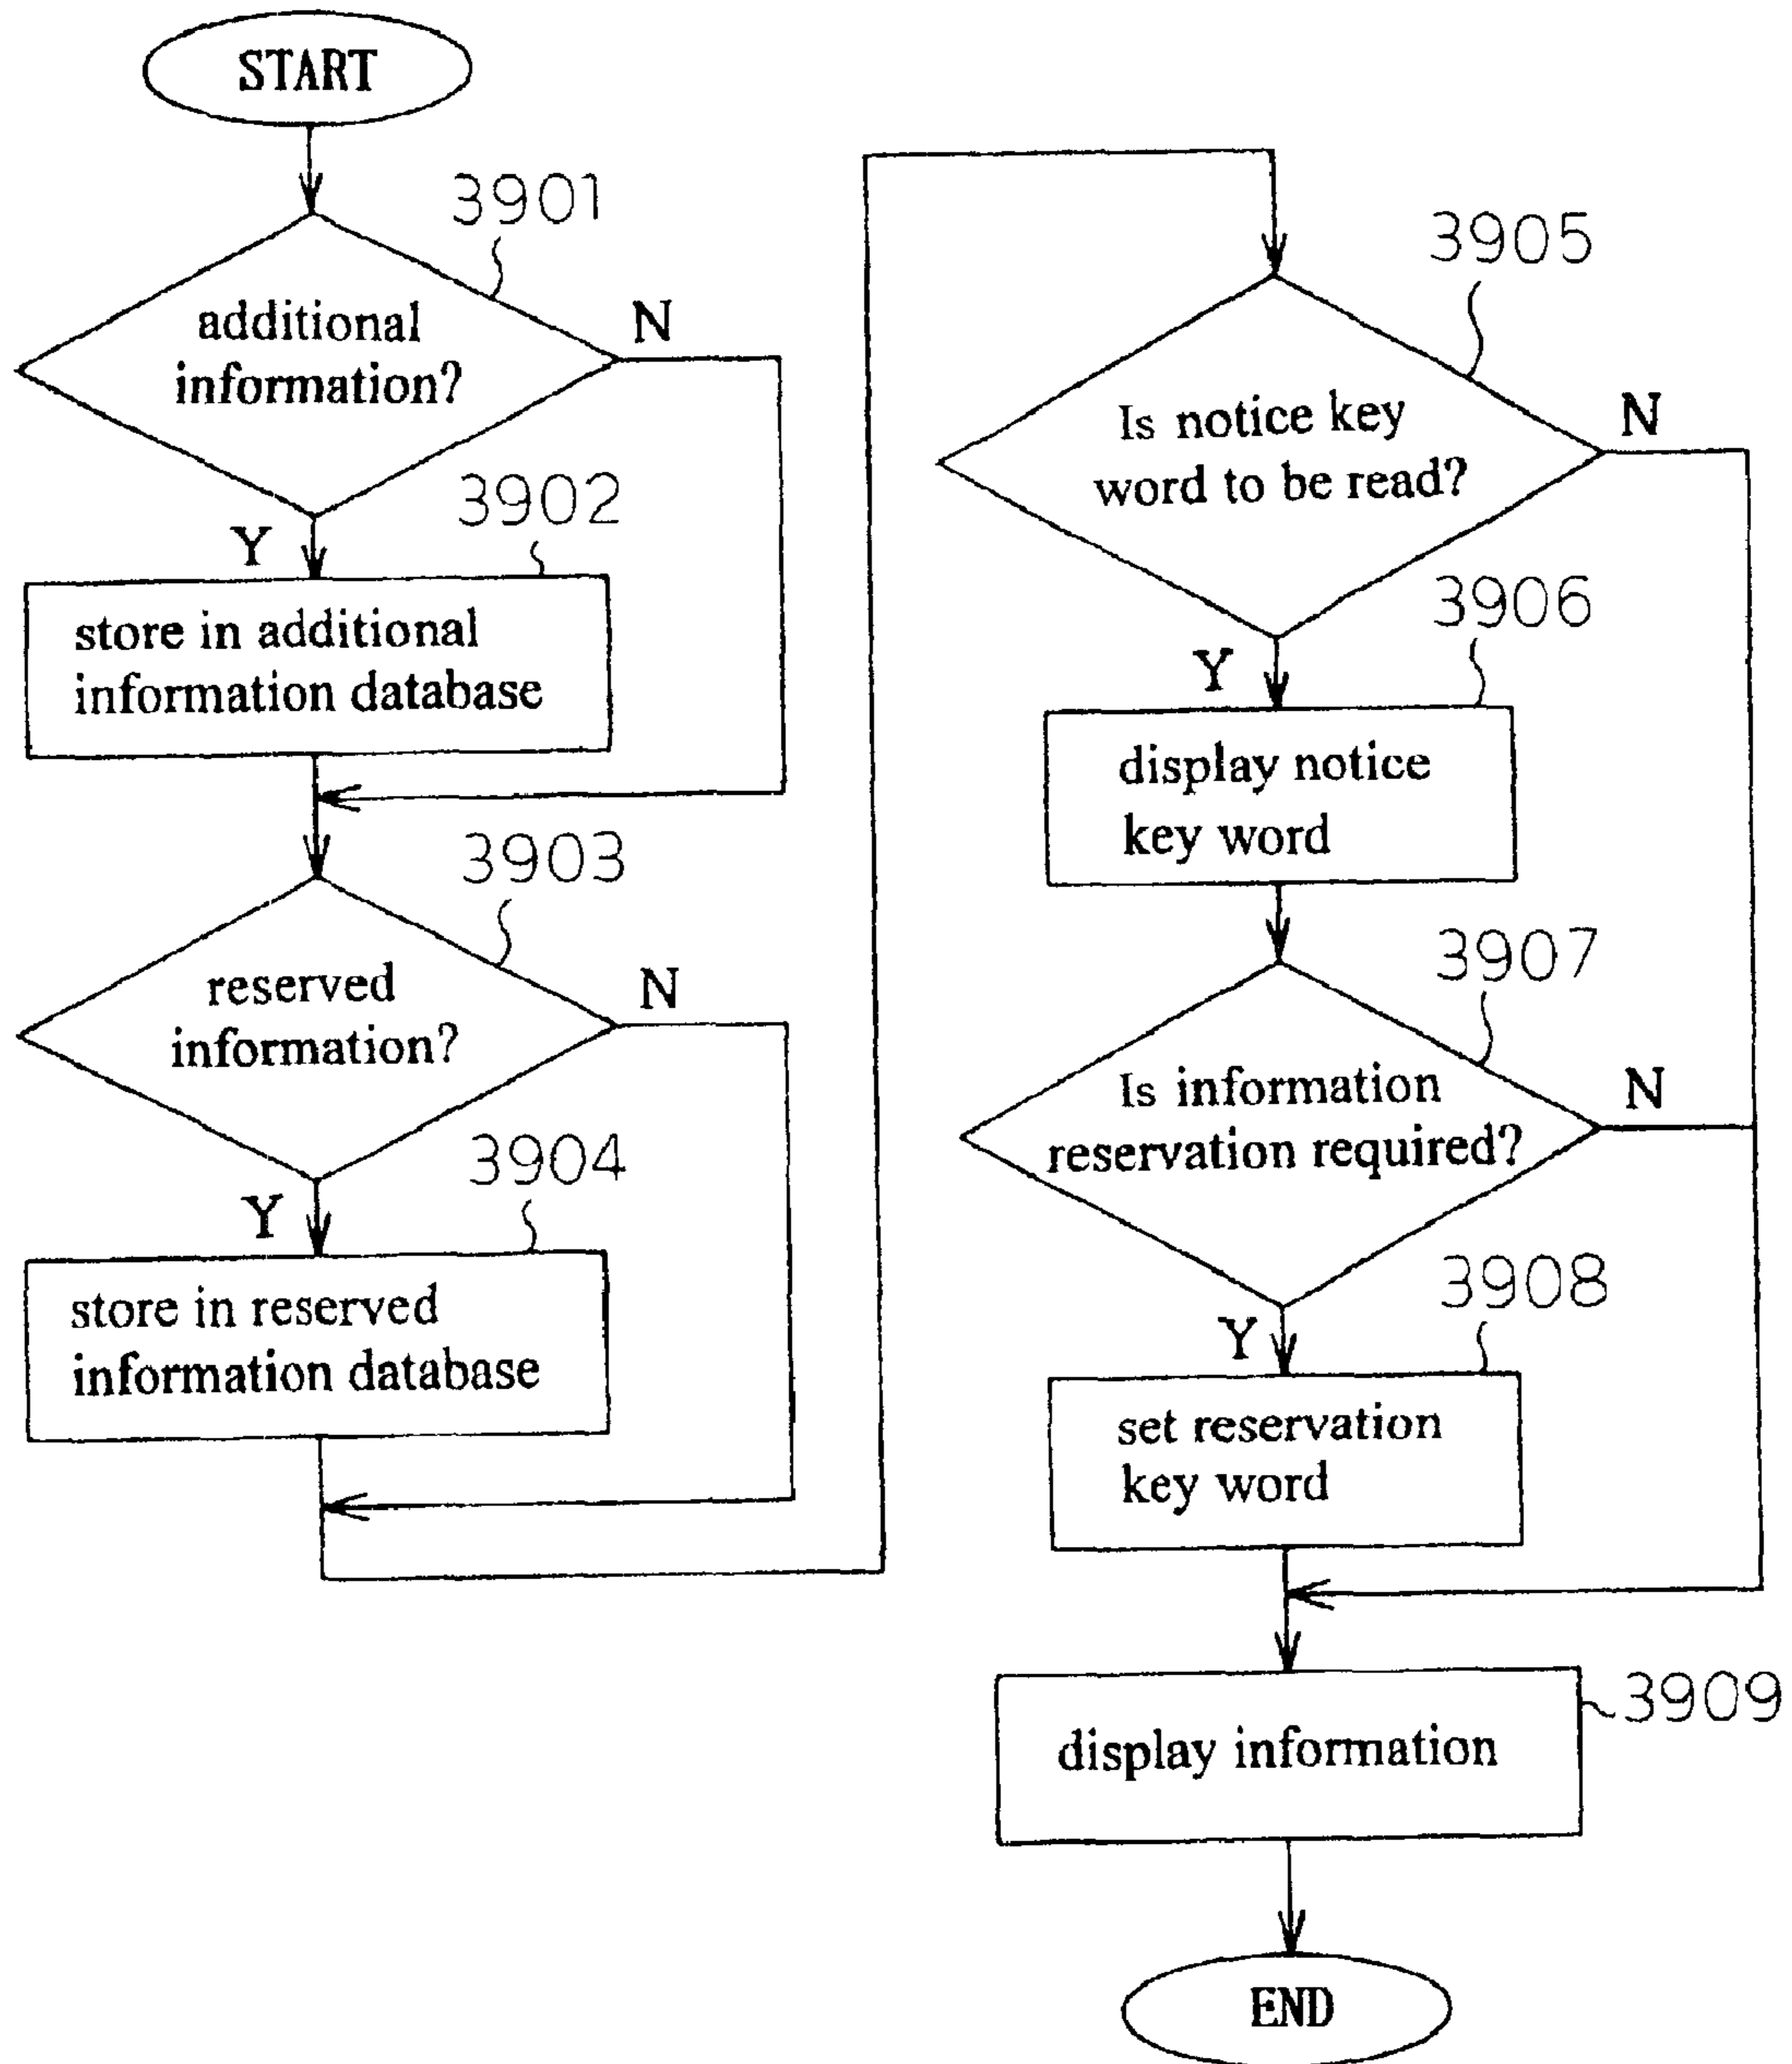 START
3901
additional
information?
N
Y
3902
store in additional
information database
3903
reserved
information?
N
Y
3904
store in reserved
information database
3905
Is notice key
word to be read?
N
Y
3906
display notice
key word
3907
Is information
reservation required?
N
Y
3908
set reservation
key word
3909
display information
END